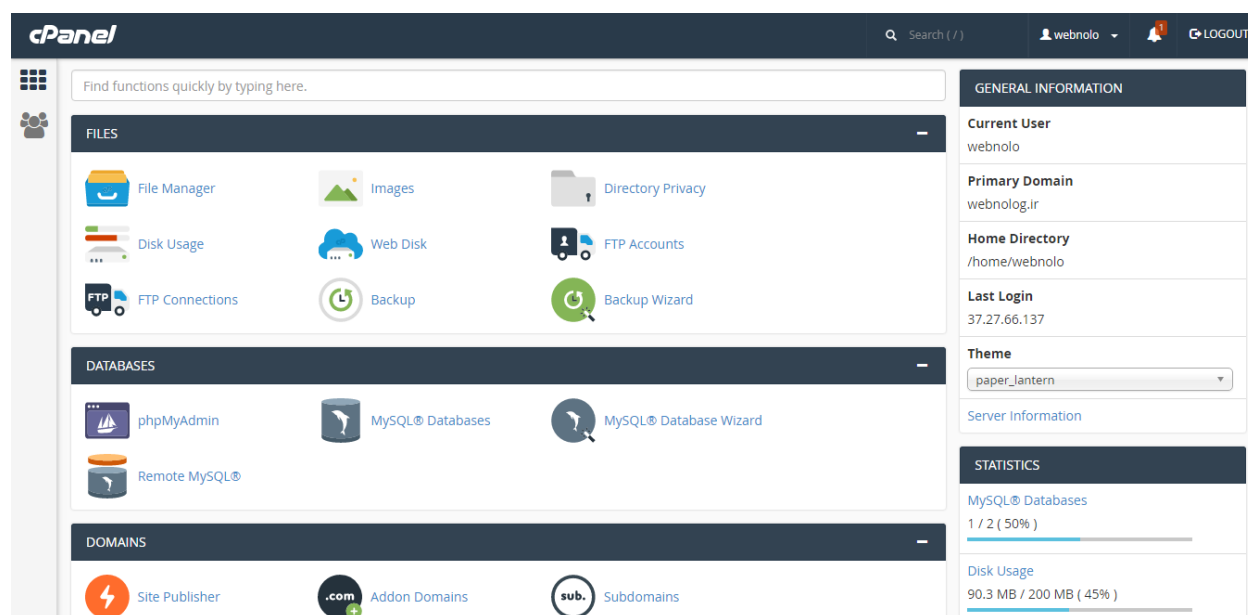 cPanel
Search ( / )
webnolo
1
LOGOUT
Find functions quickly by typing here.
FILES
File Manager
Images
Directory Privacy
Disk Usage
Web Disk
FTP Accounts
FTP
FTP Connections
Backup
Backup Wizard
DATABASES
phpMyAdmin
MySQL® Databases
MySQL® Database Wizard
Remote MySQL®
DOMAINS
Site Publisher
.com
Addon Domains
sub.
Subdomains
GENERAL INFORMATION
Current User
webnolo
Primary Domain
webnolog.ir
Home Directory
/home/webnolo
Last Login
37.27.66.137
Theme
paper_lantern
Server Information
STATISTICS
MySQL® Databases
1 / 2 ( 50% )
Disk Usage
90.3 MB / 200 MB ( 45% )